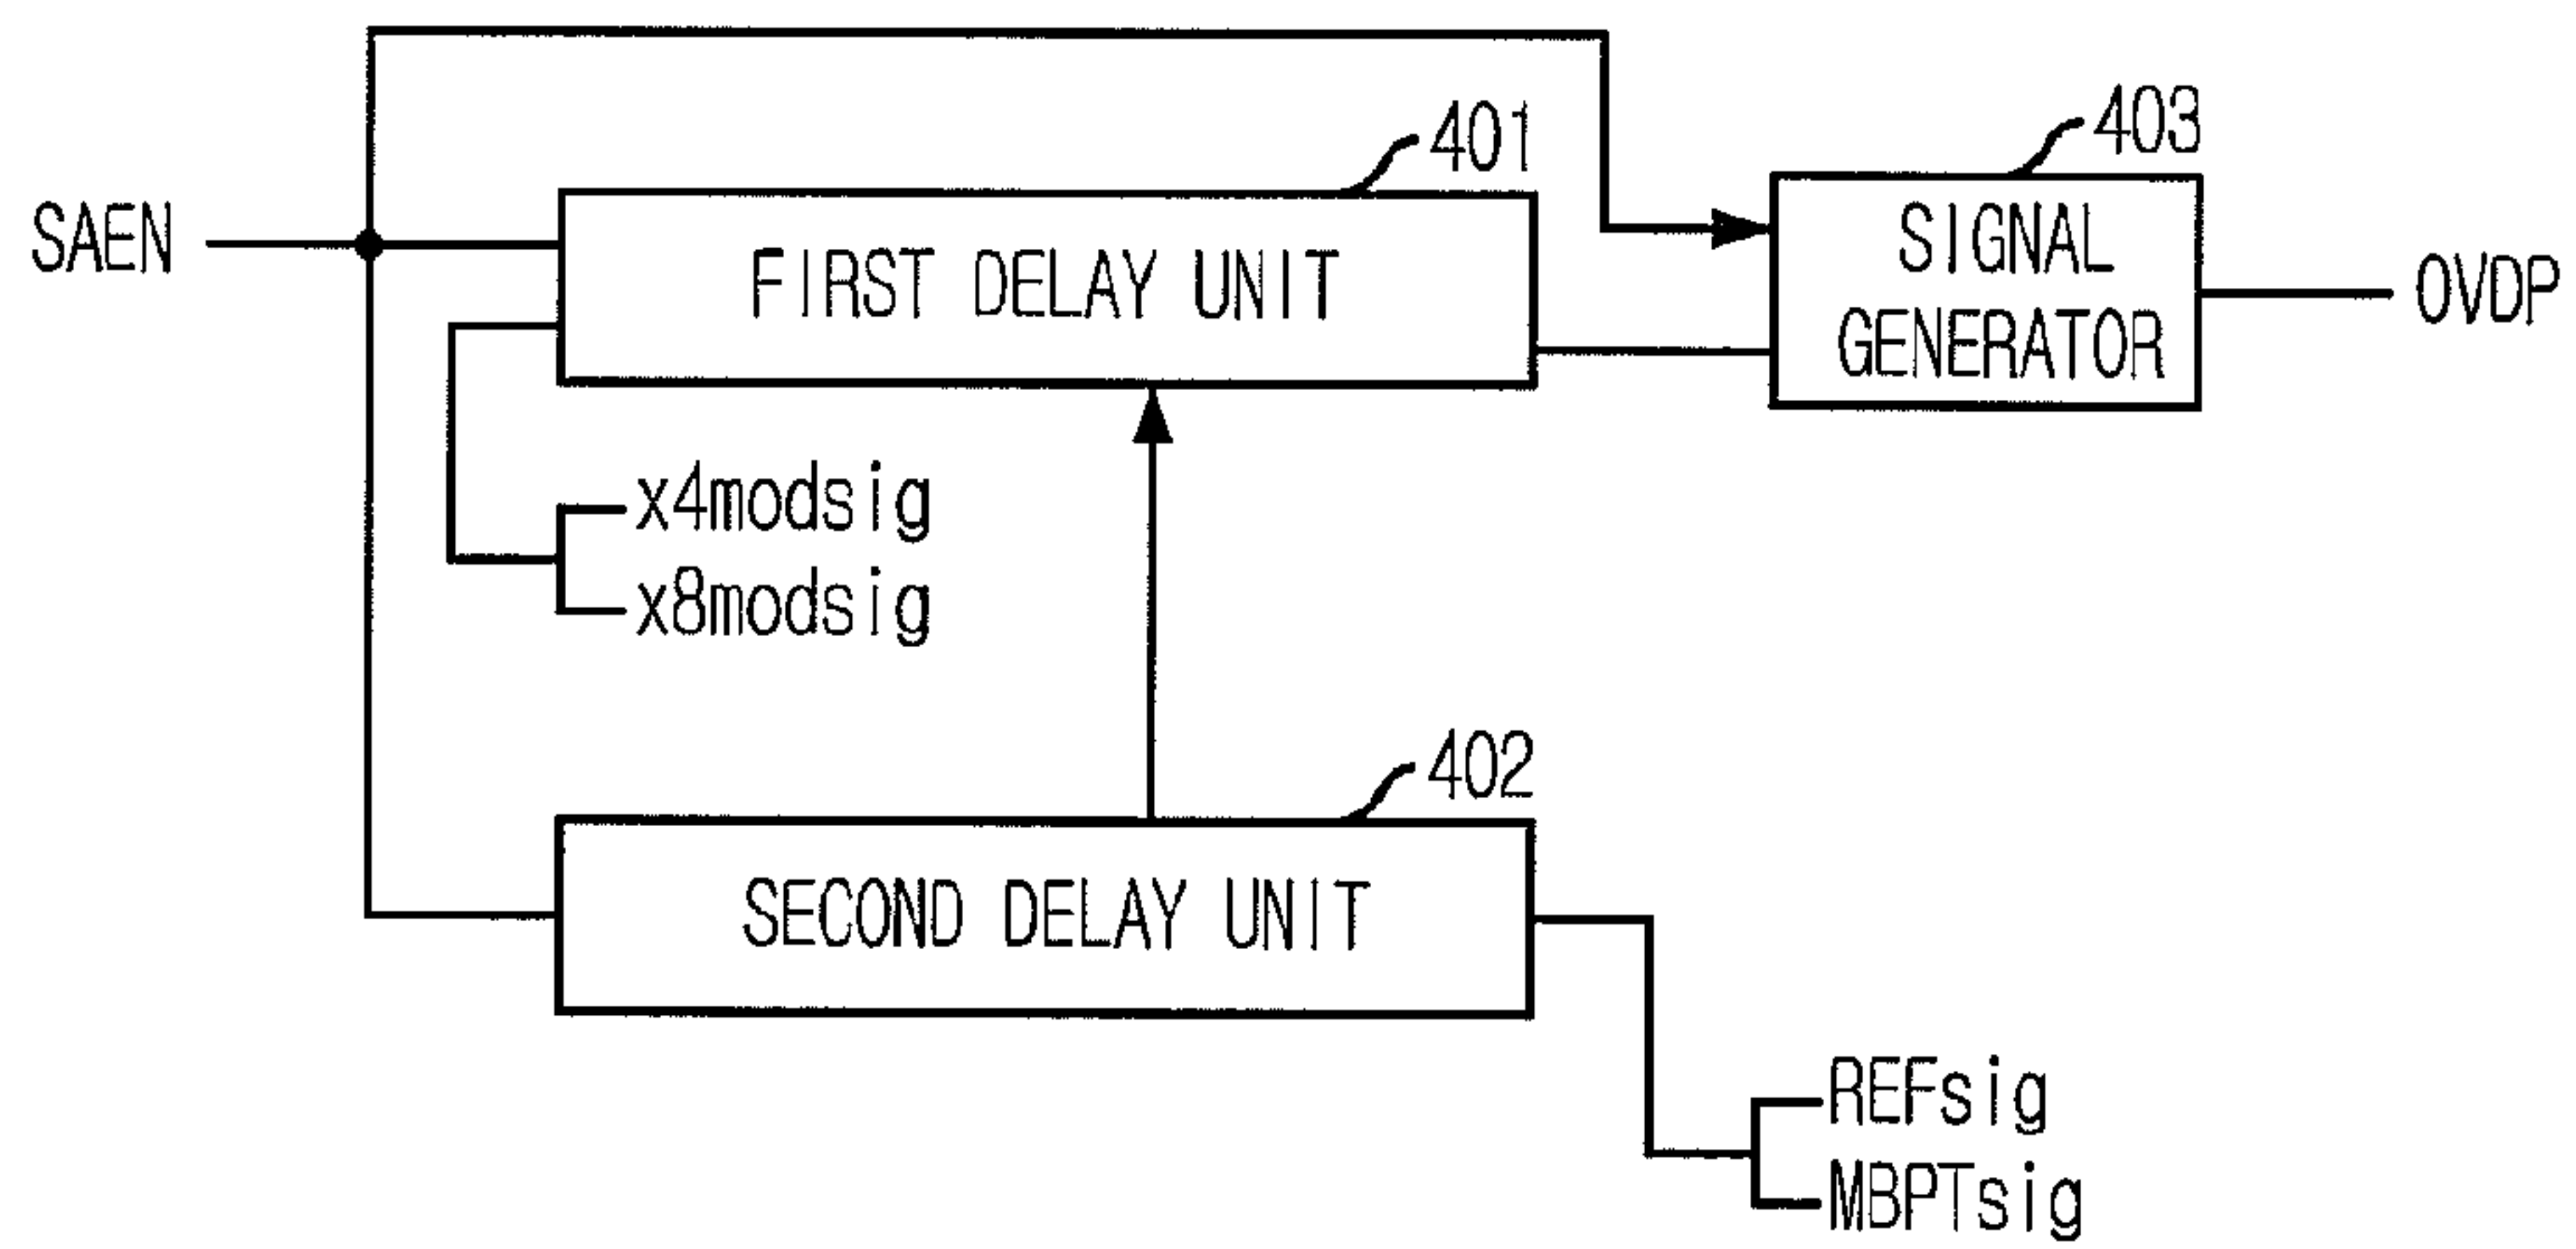 401
403
SAEN
FIRST DELAY UNIT
SIGNAL
GENERATOR
OVDP
x4modsig
x8modsig
402
SECOND DELAY UNIT
REFsig
MBPTsig